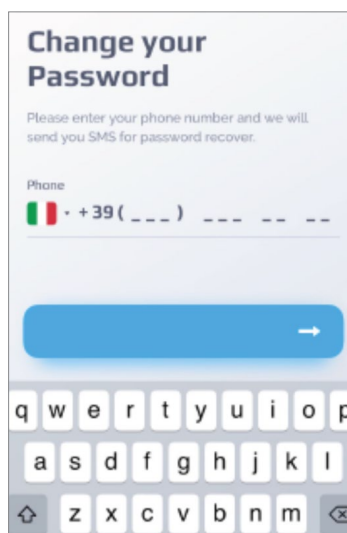 Change your
Password
Please enter your phone number and we will
send you SMS for password recover.
Phone
+39 ( _ _ _ ) _ _ _ _ _ _ _
q w e r t y u i o p
a s d f g h j k l
z x c v b n m